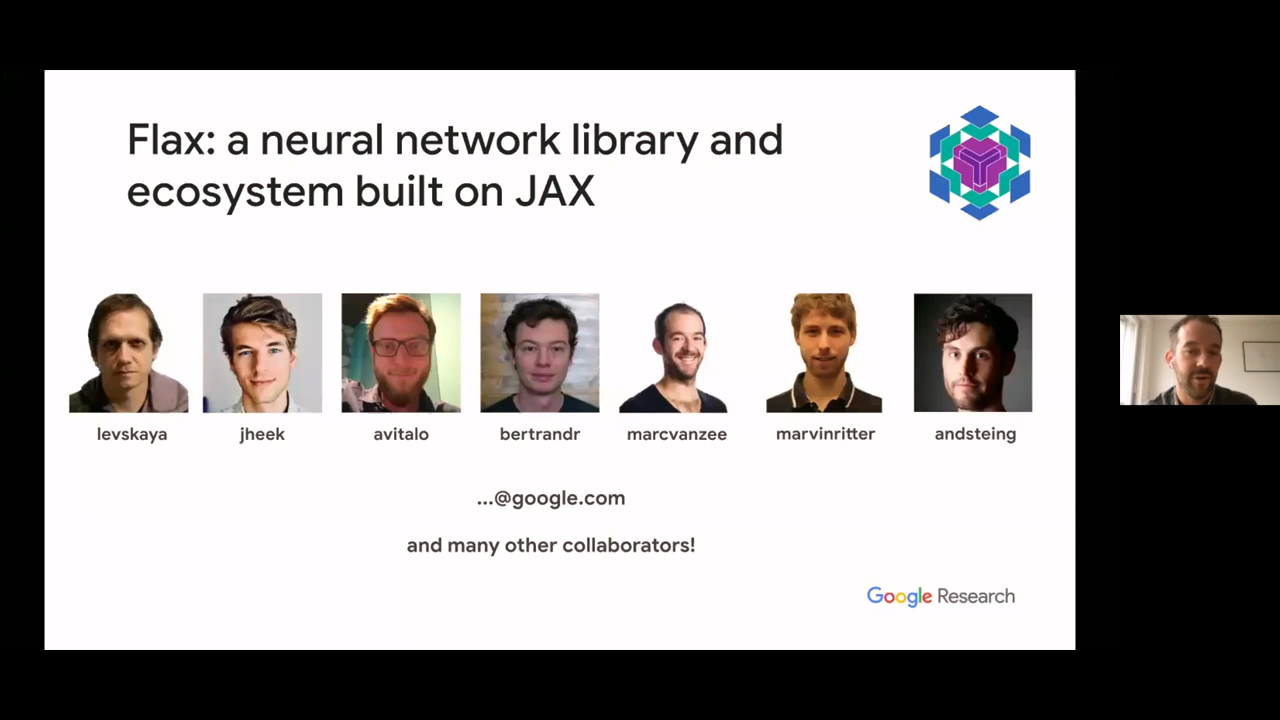 Flax: a neural network library and
ecosystem built on JAX
levskaya jheek avitalo bertrandr marcvanzee marvinritter andsteing
...@google.com
and many other collaborators!
Google Research